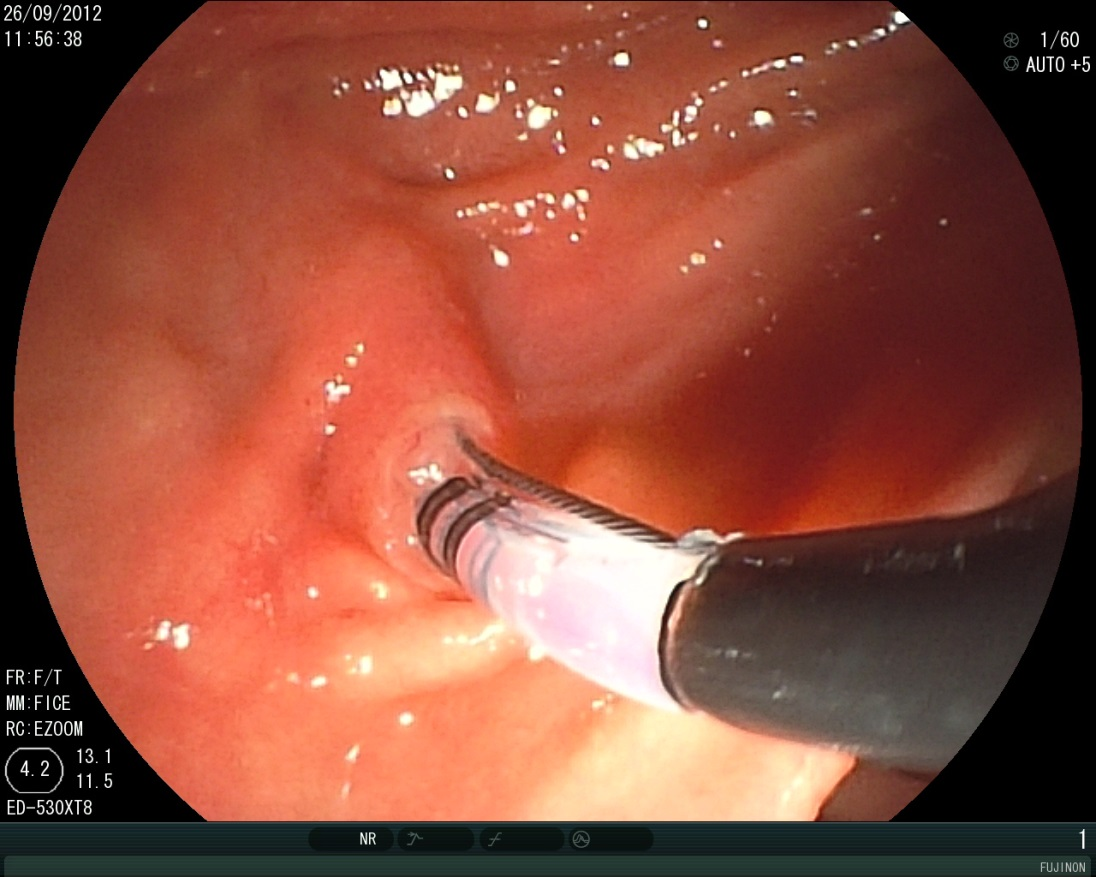 26/09/2012
11:56:38
1/60
AUTO +5
FR:F/T
MM:FICE
RC:EZOOM
4.2
13.1
11.5
ED-530XT8
NR
1
FUJINON